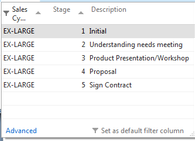 Sales Cy... Stage Description
EX-LARGE 1 Initial
EX-LARGE 2 Understanding needs meeting
EX-LARGE 3 Product Presentation/Workshop
EX-LARGE 4 Proposal
EX-LARGE 5 Sign Contract
Advanced Set as default filter column